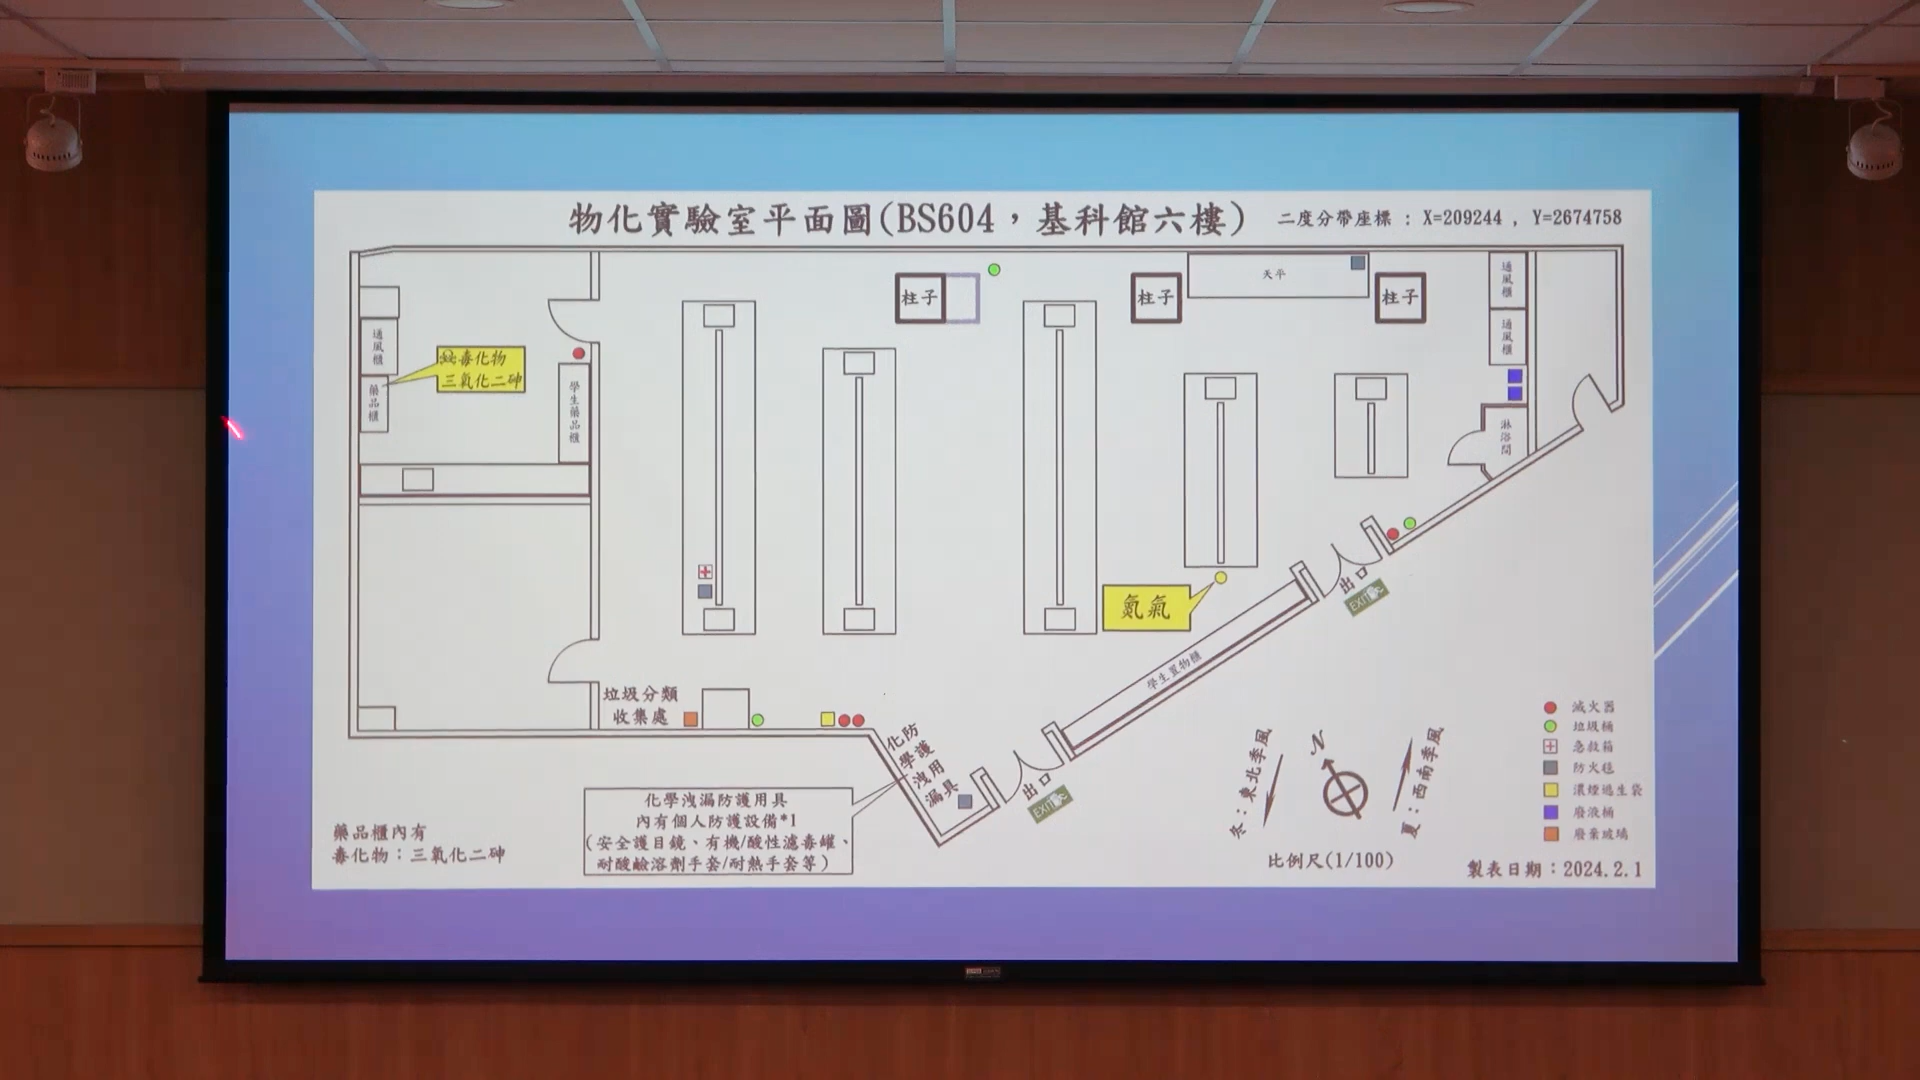 物化實驗室平面圖(BS604，基科館六樓)
二度分帶座標 : X=209244 , Y=2674758
柱子
柱子
天平
柱子
通風櫃
通風櫃
通風櫃
藥品櫃
毒化物
三氧化二砷
學生藥品櫃
淋浴間
氮氣
出口
EXIT
學生置物櫃
垃圾分類
收集處
化學洩漏
防護用具
出口
EXIT
化學洩漏防護用具
內有個人防護設備*1
(安全護目鏡、有機/酸性濾毒罐、
耐酸鹼溶劑手套/耐熱手套等)
藥品櫃內有
毒化物：三氧化二砷
冬：東北季風
N
夏：西南季風
比例尺(1/100)
滅火器
垃圾桶
急救箱
防火毯
濃煙逃生袋
廢液桶
廢棄玻璃
製表日期：2024.2.1